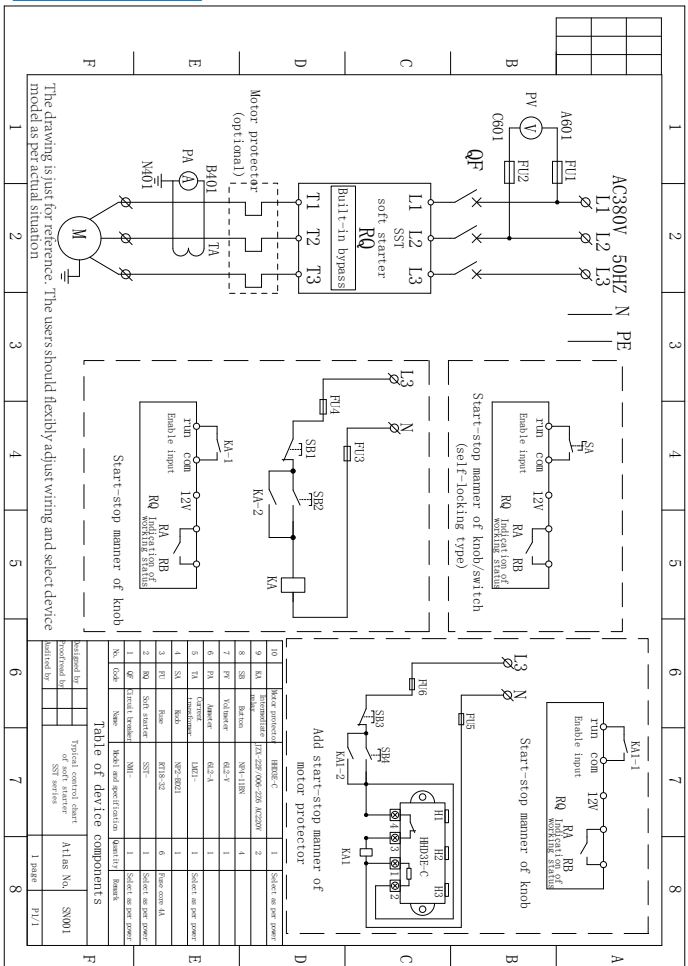 1
2
3
4
5
6
7
8
A
B
C
D
E
F
B
C
D
E
F
AC380V 50HZ
L1 L2 L3 N PE
A601
FU1
PV
V
C601
FU2
QF
L1 L2 L3
SST
soft starter
RQ
Built-in bypass
T1 T2 T3
Motor protector
(optional)
B401
TA
PA
A
N401
M
The drawing is just for reference. The users should flexibly adjust wiring and select device
model as per actual situation
SA
run com 12V RA RB
Enable input
RQ Indication of
working status
Start-stop manner of knob/switch
(self-locking type)
L3 N
FU4 FU3
SB1 SB2
KA-2
KA
KA-1
run com 12V RA RB
Enable input
RQ Indication of
working status
Start-stop manner of knob
KA1-1
run com 12V RA RB
Enable input
RQ Indication of
working status
Start-stop manner of knob
L3 N
FU6 FU5
SB3 SB4
KA1-2
H1 H2 H3
HHD3E-C
4 3 1 2
KA1
Add start-stop manner of
motor protector
10 Motor protector HHD3E-C 1 Select as per power
9 KA Intermediate relay JZX-22F/006-2Z6 AC220V 2
8 SB Button NP4-11BN 4
7 PV Voltmeter 6L2-V 1
6 PA Ammeter 6L2-A 1
5 TA Current transformer LMZ1- 1 Select as per power
4 SA Knob NP2-BD21 1
3 FU Fuse RT18-32 6 Fuse core 4A
2 RQ Soft starter SST- 1 Select as per power
1 QF Circuit breaker NM1- 1 Select as per power
No. Code Name Model and specification Quantity Remark
Table of device components
Designed by
Proofread by
Audited by
Typical control chart
of soft starter
SST series
Atlas No. SN001
1 page P1/1